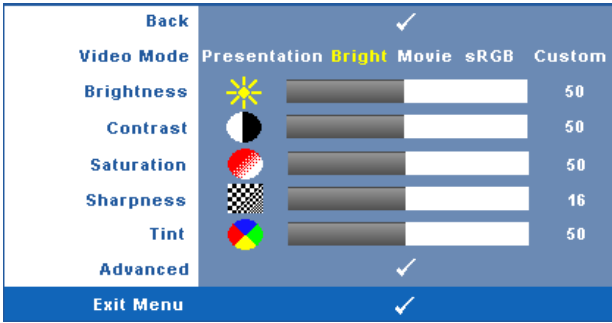 Back
Video Mode Presentation Bright Movie sRGB Custom
Brightness 50
Contrast 50
Saturation 50
Sharpness 16
Tint 50
Advanced
Exit Menu